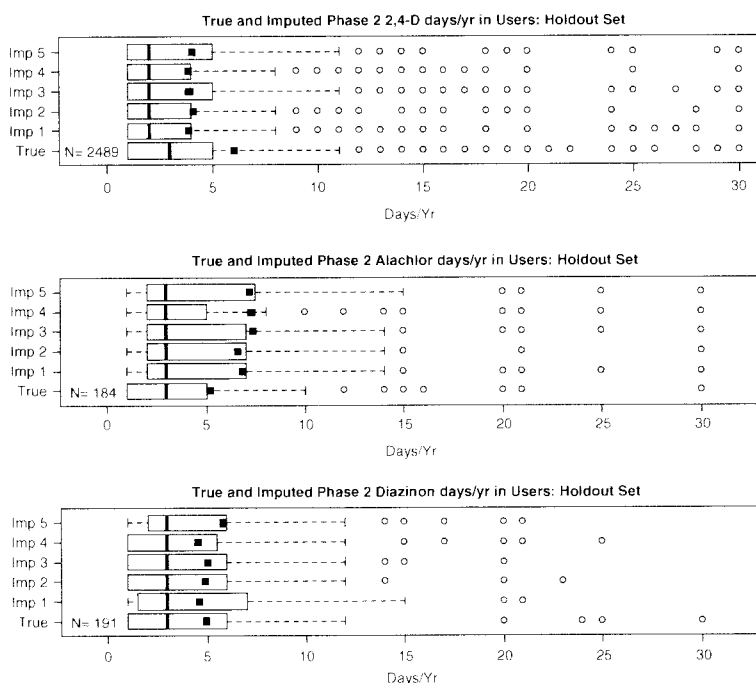 True and Imputed Phase 2 2,4-D days/yr in Users: Holdout Set
Imp 5
Imp 4
Imp 3
Imp 2
Imp 1
True
N= 2489
0 5 10 15 20 25 30
Days/Yr
True and Imputed Phase 2 Alachlor days/yr in Users: Holdout Set
Imp 5
Imp 4
Imp 3
Imp 2
Imp 1
True
N= 184
0 5 10 15 20 25 30
Days/Yr
True and Imputed Phase 2 Diazinon days/yr in Users: Holdout Set
Imp 5
Imp 4
Imp 3
Imp 2
Imp 1
True
N= 191
0 5 10 15 20 25 30
Days/Yr